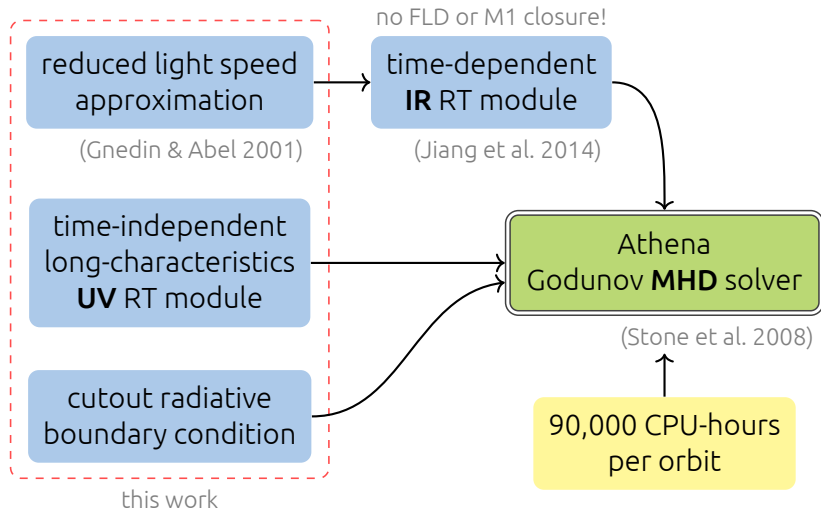 no FLD or M1 closure!
reduced light speed
approximation
(Gnedin & Abel 2001)
time-dependent
IR RT module
(Jiang et al. 2014)
time-independent
long-characteristics
UV RT module
Athena
Godunov MHD solver
(Stone et al. 2008)
cutout radiative
boundary condition
90,000 CPU-hours
per orbit
this work